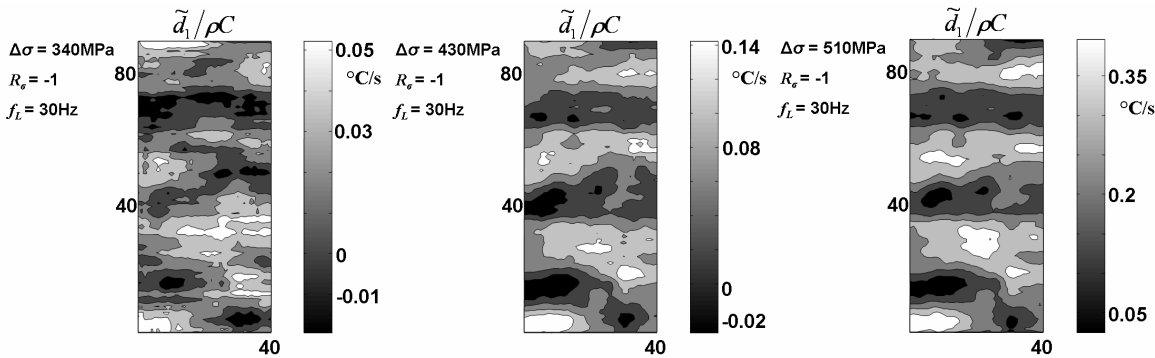 d̃₁/ρC
Δσ = 340MPa
R_σ = -1
f_L = 30Hz
80
40
40
0.05
°C/s
0.03
0
-0.01
d̃₁/ρC
Δσ = 430MPa
R_σ = -1
f_L = 30Hz
80
40
40
0.14
°C/s
0.08
0
-0.02
d̃₁/ρC
Δσ = 510MPa
R_σ = -1
f_L = 30Hz
80
40
40
0.35
°C/s
0.2
0.05